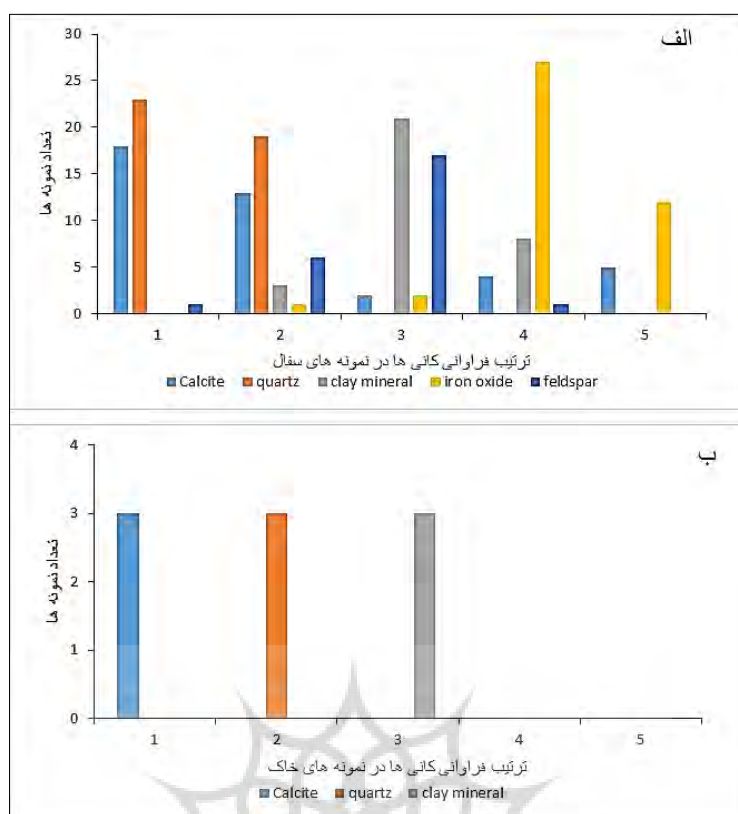 الف
30
25
20
15
10
5
0
تعداد نمونه ها
1 2 3 4 5
ترتیب فراوانی کانی ها در نمونه های سفال
Calcite quartz clay mineral iron oxide feldspar
ب
4
3
2
1
0
تعداد نمونه ها
1 2 3 4 5
ترتیب فراوانی کانی ها در نمونه های خاک
Calcite quartz clay mineral